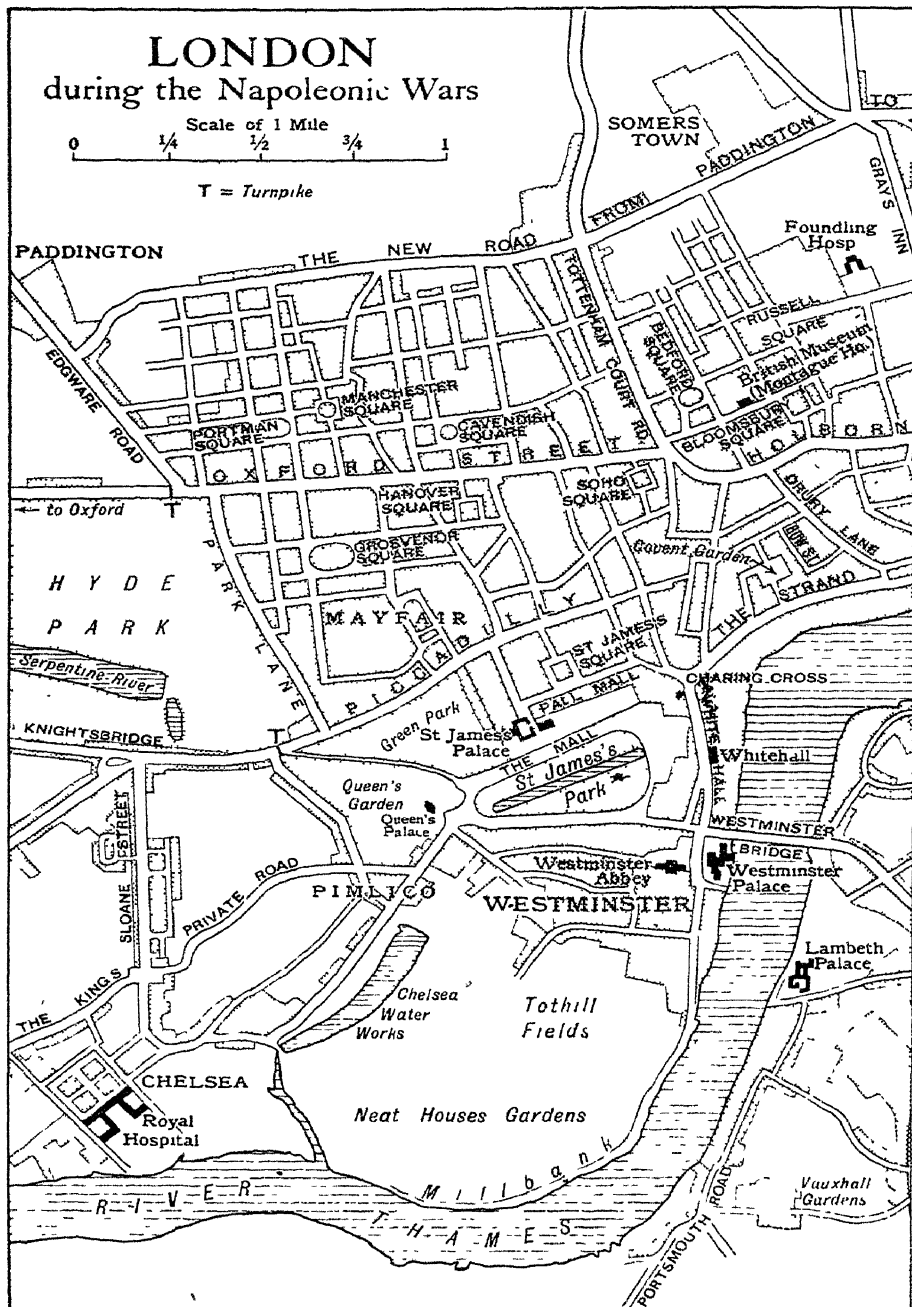 LONDON
during the Napoleonic Wars
Scale of 1 Mile
0 1/4 1/2 3/4 1
T = Turnpike
SOMERS
TOWN
TO
THE NEW ROAD FROM PADDINGTON
GRAY'S INN
PADDINGTON
Foundling
Hosp
EDGWARE ROAD
TOTTENHAM COURT RD.
BEDFORD
SQUARE
RUSSELL
SQUARE
British Museum
(Montague Ho.)
MANCHESTER
SQUARE
PORTMAN
SQUARE
CAVENDISH
SQUARE
BLOOMSBURY
SQUARE
HOLBORN
OXFORD STREET
HANOVER
SQUARE
SOHO
SQUARE
T
← to Oxford
DRURY LANE
BOW ST
GROSVENOR
SQUARE
Covent Garden
PARK LANE
HYDE
PARK
THE STRAND
MAYFAIR
PICCADILLY
ST JAMES'S
SQUARE
Serpentine River
CHARING CROSS
PALL MALL
KNIGHTSBRIDGE
T
Green Park
St James's
Palace
THE MALL
WHITE HALL
Whitehall
St James's
Park
Queen's
Garden
Queen's
Palace
SLOANE STREET
WESTMINSTER
BRIDGE
Westminster
Abbey
Westminster
Palace
PIMLICO
WESTMINSTER
THE KINGS PRIVATE ROAD
Lambeth
Palace
Chelsea
Water
Works
Tothill
Fields
CHELSEA
Royal
Hospital
Neat Houses Gardens
Millbank
Vauxhall
Gardens
RIVER THAMES
PORTSMOUTH ROAD